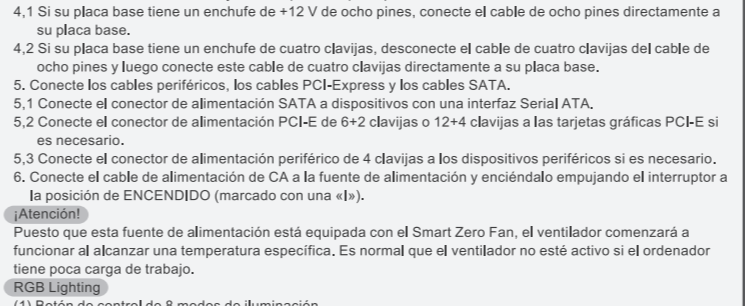 4,1 Si su placa base tiene un enchufe de +12 V de ocho pines, conecte el cable de ocho pines directamente a
su placa base.
4,2 Si su placa base tiene un enchufe de cuatro clavijas, desconecte el cable de cuatro clavijas del cable de
ocho pines y luego conecte este cable de cuatro clavijas directamente a su placa base.
5. Conecte los cables periféricos, los cables PCI-Express y los cables SATA.
5,1 Conecte el conector de alimentación SATA a dispositivos con una interfaz Serial ATA.
5,2 Conecte el conector de alimentación PCI-E de 6+2 clavijas o 12+4 clavijas a las tarjetas gráficas PCI-E si
es necesario.
5,3 Conecte el conector de alimentación periférico de 4 clavijas a los dispositivos periféricos si es necesario.
6. Conecte el cable de alimentación de CA a la fuente de alimentación y enciéndalo empujando el interruptor a
la posición de ENCENDIDO (marcado con una «I»).
¡Atención!
Puesto que esta fuente de alimentación está equipada con el Smart Zero Fan, el ventilador comenzará a
funcionar al alcanzar una temperatura específica. Es normal que el ventilador no esté activo si el ordenador
tiene poca carga de trabajo.
RGB Lighting
(1) Botón de control de 8 modos de iluminación